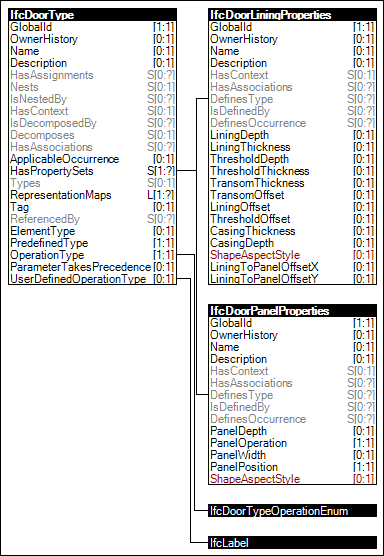 IfcDoorType
GlobalId [1:1]
OwnerHistory [0:1]
Name [0:1]
Description [0:1]
HasAssignments S[0:?]
Nests S[0:1]
IsNestedBy S[0:?]
HasContext S[0:1]
IsDecomposedBy S[0:?]
Decomposes S[0:1]
HasAssociations S[0:?]
ApplicableOccurrence [0:1]
HasPropertySets S[1:?]
Types S[0:1]
RepresentationMaps L[1:?]
Tag [0:1]
ReferencedBy S[0:?]
ElementType [0:1]
PredefinedType [1:1]
OperationType [1:1]
ParameterTakesPrecedence [0:1]
UserDefinedOperationType [0:1]
IfcDoorLiningProperties
GlobalId [1:1]
OwnerHistory [0:1]
Name [0:1]
Description [0:1]
HasContext S[0:1]
HasAssociations S[0:?]
DefinesType S[0:?]
IsDefinedBy S[0:?]
DefinesOccurrence S[0:?]
LiningDepth [0:1]
LiningThickness [0:1]
ThresholdDepth [0:1]
ThresholdThickness [0:1]
TransomThickness [0:1]
TransomOffset [0:1]
LiningOffset [0:1]
ThresholdOffset [0:1]
CasingThickness [0:1]
CasingDepth [0:1]
ShapeAspectStyle [0:1]
LiningToPanelOffsetX [0:1]
LiningToPanelOffsetY [0:1]
IfcDoorPanelProperties
GlobalId [1:1]
OwnerHistory [0:1]
Name [0:1]
Description [0:1]
HasContext S[0:1]
HasAssociations S[0:?]
DefinesType S[0:?]
IsDefinedBy S[0:?]
DefinesOccurrence S[0:?]
PanelDepth [0:1]
PanelOperation [1:1]
PanelWidth [0:1]
PanelPosition [1:1]
ShapeAspectStyle [0:1]
IfcDoorTypeOperationEnum
IfcLabel